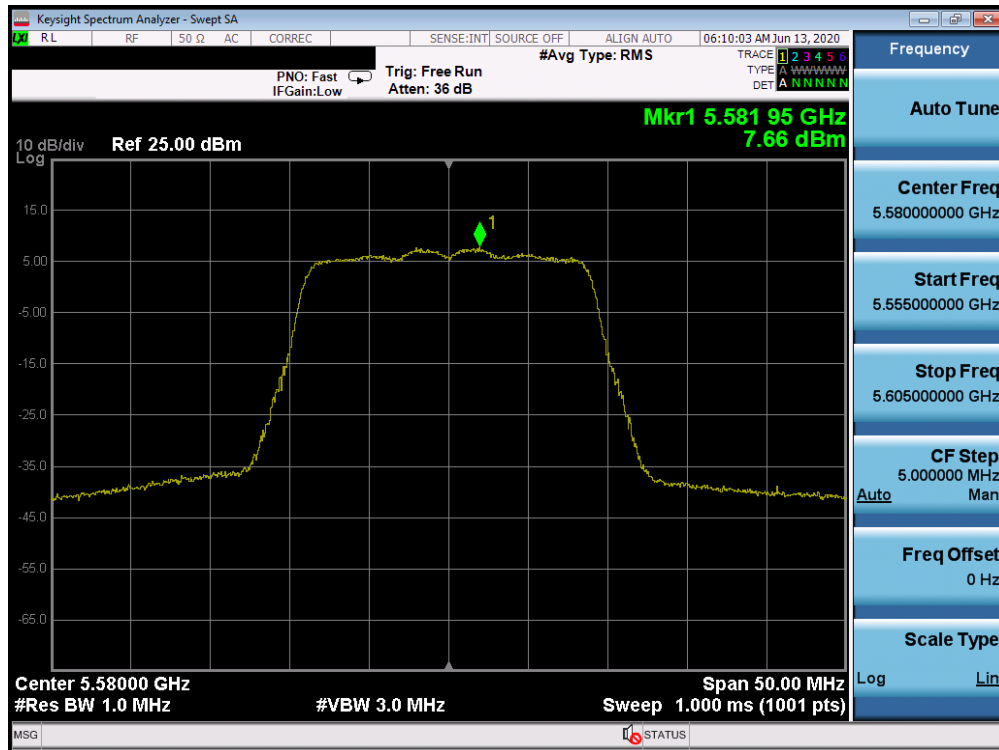 Keysight Spectrum Analyzer - Swept SA
LXI RL RF 50 Ω AC CORREC SENSE:INT SOURCE OFF ALIGN AUTO 06:10:03 AM Jun 13, 2020
#Avg Type: RMS
TRACE 1 2 3 4 5 6
PNO: Fast Trig: Free Run
TYPE A WWWWW
IFGain:Low Atten: 36 dB
DET A N N N N N
Mkr1 5.581 95 GHz
7.66 dBm
10 dB/div Ref 25.00 dBm
Log
1
15.0
5.00
-5.00
-15.0
-25.0
-35.0
-45.0
-55.0
-65.0
Center 5.58000 GHz Span 50.00 MHz
#Res BW 1.0 MHz #VBW 3.0 MHz Sweep 1.000 ms (1001 pts)
MSG STATUS
Frequency
Auto Tune
Center Freq
5.580000000 GHz
Start Freq
5.555000000 GHz
Stop Freq
5.605000000 GHz
CF Step
5.000000 MHz
Auto Man
Freq Offset
0 Hz
Scale Type
Log Lin